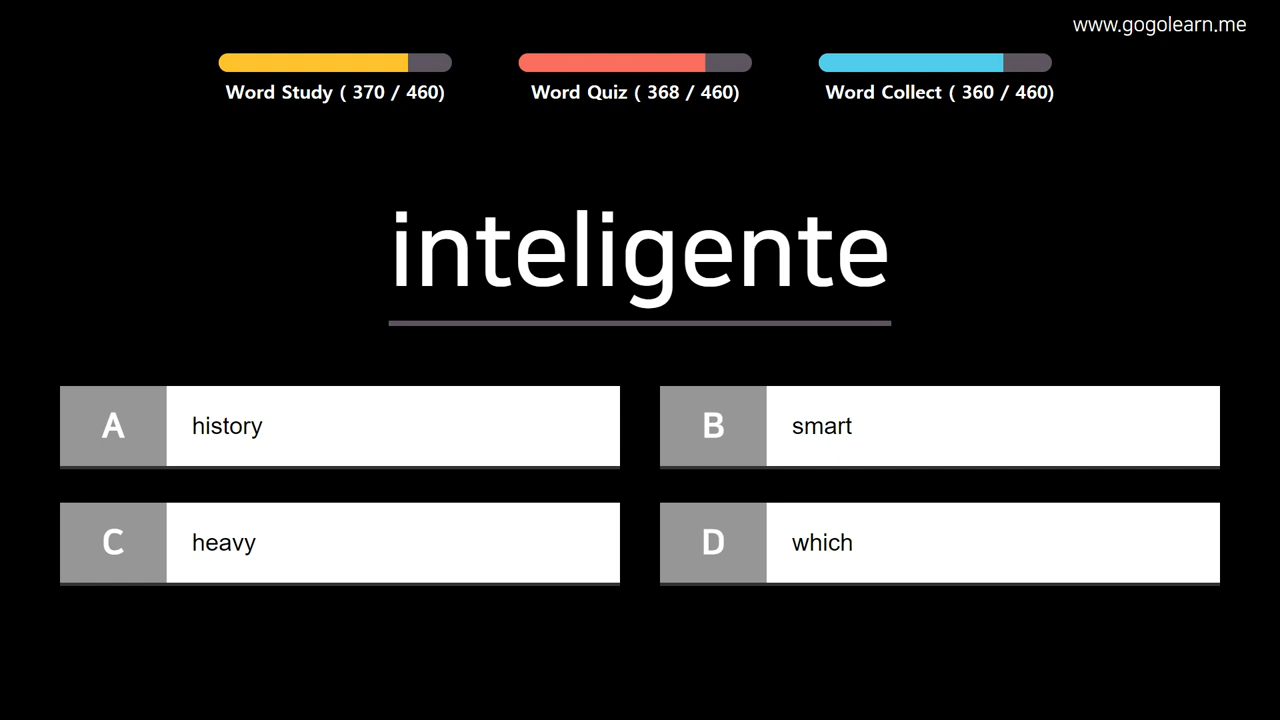 www.gogolearn.me
Word Study ( 370 / 460)
Word Quiz ( 368 / 460)
Word Collect ( 360 / 460)
inteligente
A history
B smart
C heavy
D which